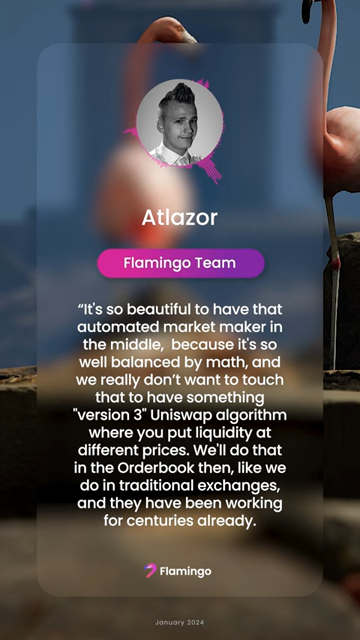 Atlazor
Flamingo Team
“It's so beautiful to have that
automated market maker in
the middle, because it's so
well balanced by math, and
we really don’t want to touch
that to have something
"version 3" Uniswap algorithm
where you put liquidity at
different prices. We'll do that
in the Orderbook then, like we
do in traditional exchanges,
and they have been working
for centuries already.
Flamingo
January 2024